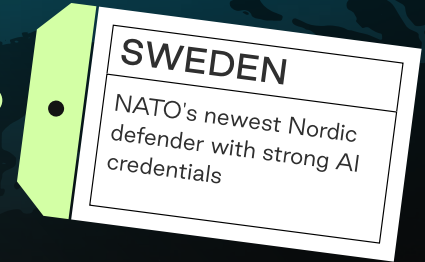 SWEDEN
NATO's newest Nordic
defender with strong AI
credentials